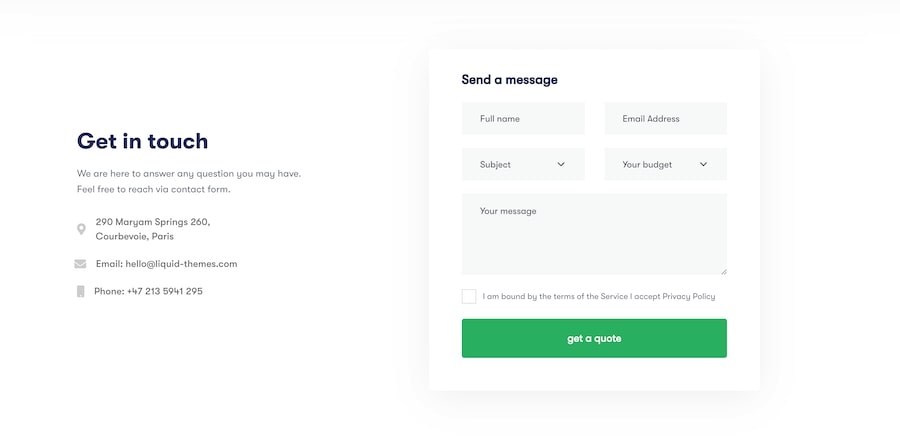 Get in touch
We are here to answer any question you may have.
Feel free to reach via contact form.
290 Maryam Springs 260,
Courbevoie, Paris
Email: hello@liquid-themes.com
Phone: +47 213 5941 295
Send a message
Full name
Email Address
Subject
Your budget
Your message
I am bound by the terms of the Service I accept Privacy Policy
get a quote